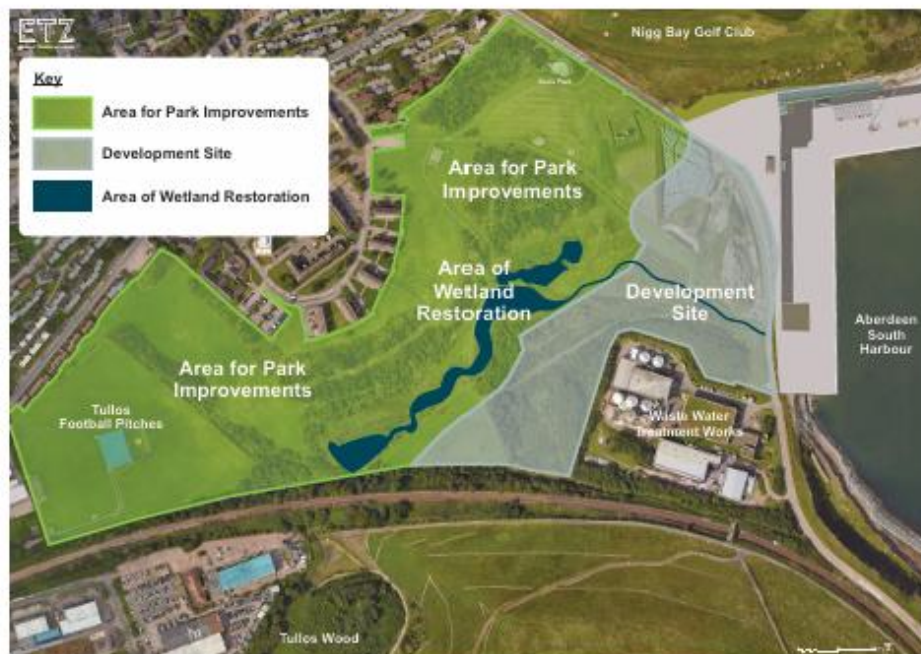 ETZ
Nigg Bay Golf Club
Key
Area for Park Improvements
Development Site
Area of Wetland Restoration
Area for Park
Improvements
Area of
Wetland
Restoration
Development
Site
Aberdeen
South
Harbour
Area for Park
Improvements
Tullos
Football Pitches
Waste Water
Treatment Works
Tullos Wood